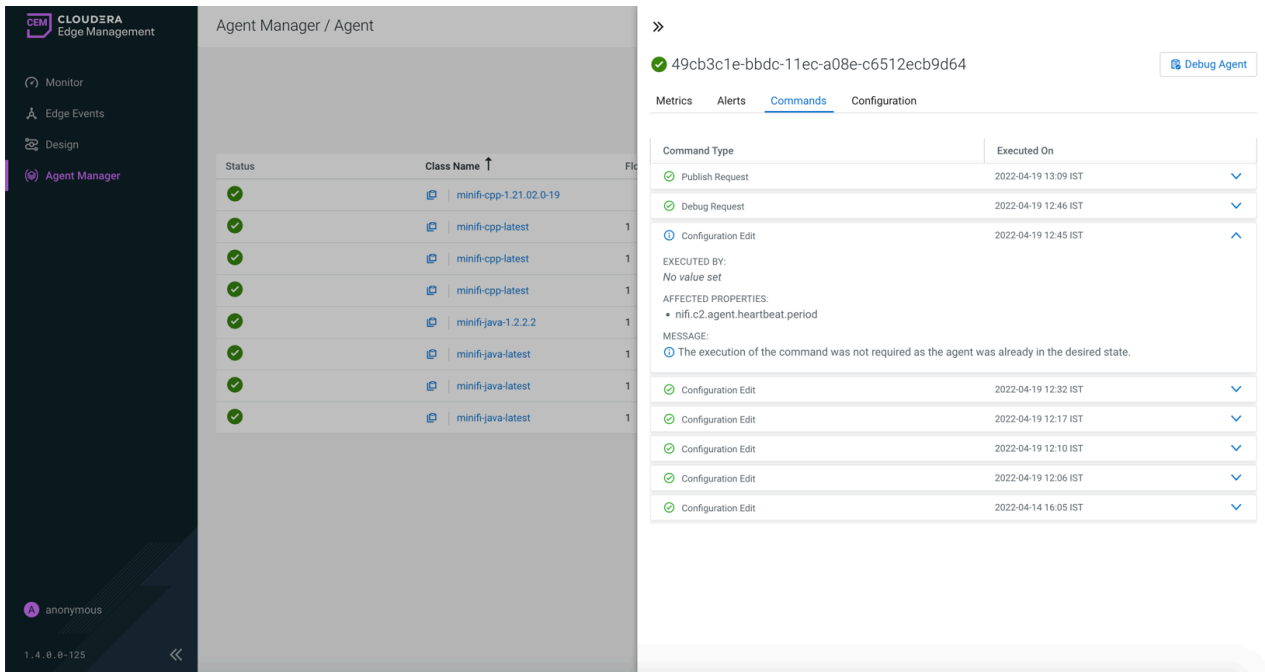 CEM
CLOUDERA
Edge Management
Monitor
Edge Events
Design
Agent Manager
A anonymous
1.4.0.0-125
Agent Manager / Agent
Status Class Name
minifi-cpp-1.21.02.0-19
minifi-cpp-latest 1
minifi-cpp-latest 1
minifi-cpp-latest 1
minifi-java-1.2.2.2 1
minifi-java-latest 1
minifi-java-latest 1
minifi-java-latest 1
49cb3c1e-bbdc-11ec-a08e-c6512ecb9d64 Debug Agent
Metrics Alerts Commands Configuration
Command Type Executed On
Publish Request 2022-04-19 13:09 IST
Debug Request 2022-04-19 12:46 IST
Configuration Edit 2022-04-19 12:45 IST
EXECUTED BY:
No value set
AFFECTED PROPERTIES:
• nifi.c2.agent.heartbeat.period
MESSAGE:
The execution of the command was not required as the agent was already in the desired state.
Configuration Edit 2022-04-19 12:32 IST
Configuration Edit 2022-04-19 12:17 IST
Configuration Edit 2022-04-19 12:10 IST
Configuration Edit 2022-04-19 12:06 IST
Configuration Edit 2022-04-14 16:05 IST